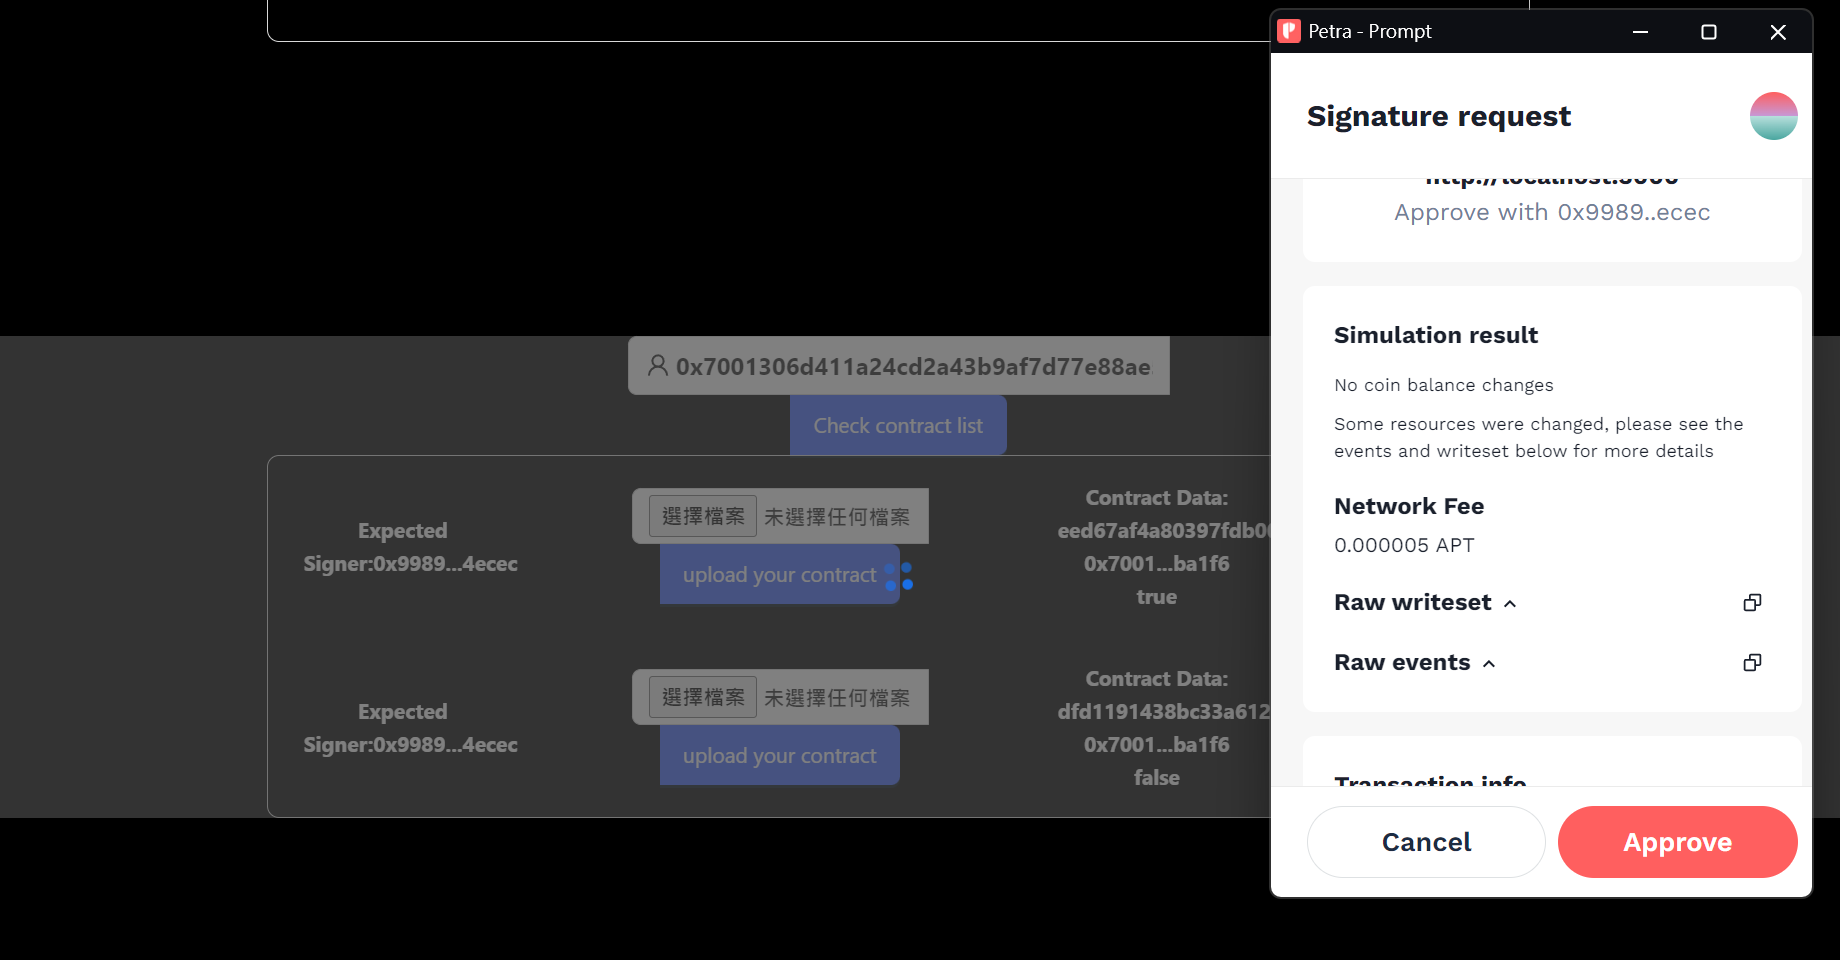 Petra - Prompt
Signature request
http://localhost:3000
Approve with 0x9989..ecec
Simulation result
No coin balance changes
Some resources were changed, please see the
events and writeset below for more details
Network Fee
0.000005 APT
Raw writeset
Raw events
Transaction info
Cancel
Approve
0x7001306d411a24cd2a43b9af7d77e88ae
Check contract list
Expected
Signer:0x9989...4ecec
選擇檔案 未選擇任何檔案
upload your contract
Contract Data:
eed67af4a80397fdb0
0x7001...ba1f6
true
Expected
Signer:0x9989...4ecec
選擇檔案 未選擇任何檔案
upload your contract
Contract Data:
dfd1191438bc33a612
0x7001...ba1f6
false